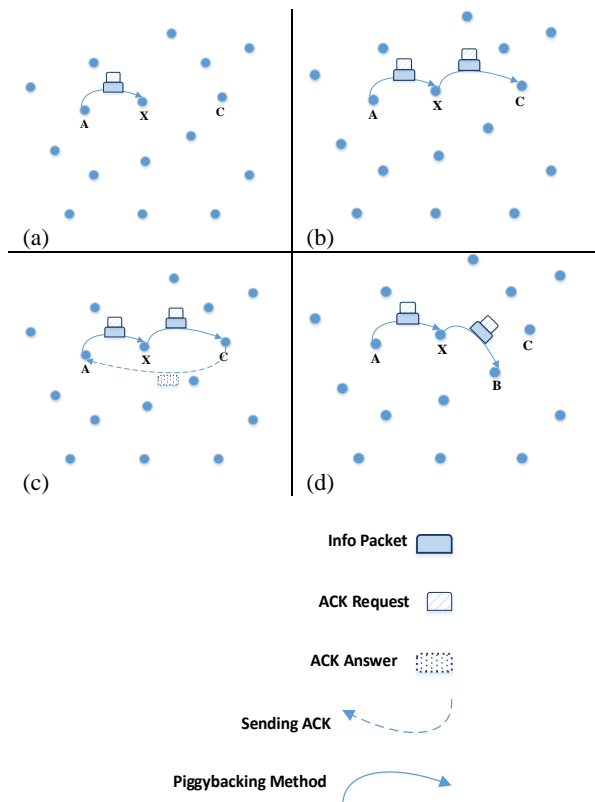 A
X
C
(a)
A
X
C
(b)
A
X
C
(c)
A
X
C
B
(d)
Info Packet
ACK Request
ACK Answer
Sending ACK
Piggybacking Method